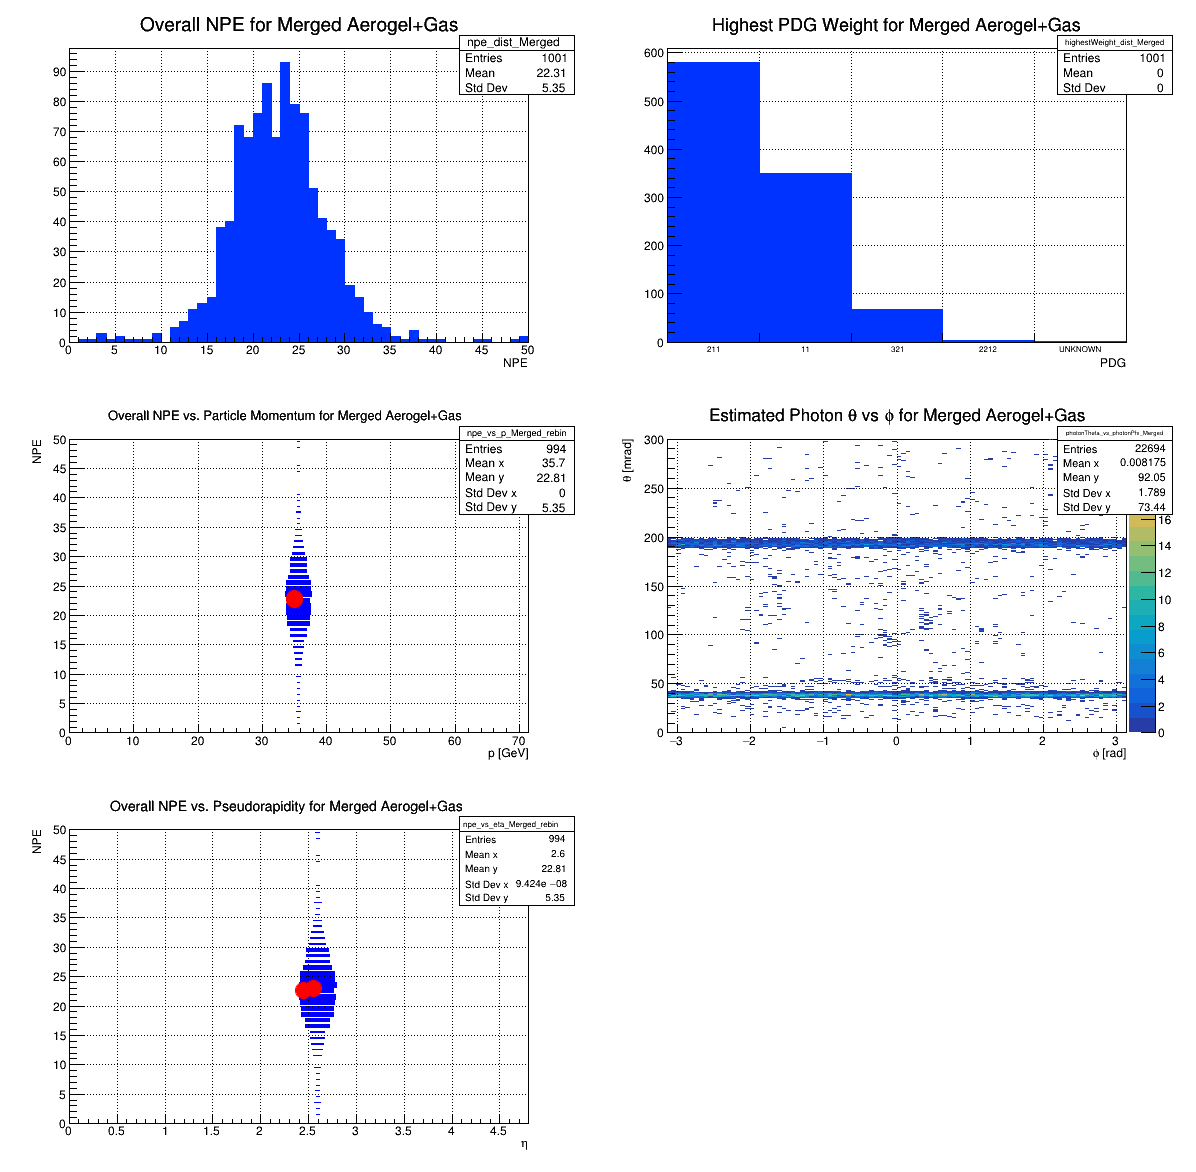 Overall NPE for Merged Aerogel+Gas
npe_dist_Merged
Entries 1001
Mean 22.31
Std Dev 5.35
90
80
70
60
50
40
30
20
10
0
0 5 10 15 20 25 30 35 40 45 50
NPE
Highest PDG Weight for Merged Aerogel+Gas
highestWeight_dist_Merged
Entries 1001
Mean 0
Std Dev 0
600
500
400
300
200
100
0
211 11 321 2212 UNKNOWN
PDG
Overall NPE vs. Particle Momentum for Merged Aerogel+Gas
npe_vs_p_Merged_rebin
Entries 994
Mean x 35.7
Mean y 22.81
Std Dev x 0
Std Dev y 5.35
NPE
50
45
40
35
30
25
20
15
10
5
0
0 10 20 30 40 50 60 70
p [GeV]
Estimated Photon θ vs ϕ for Merged Aerogel+Gas
photonTheta_vs_photonPhi_Merged
Entries 22694
Mean x 0.008175
Mean y 92.05
Std Dev x 1.789
Std Dev y 73.44
θ [mrad]
300
250
200
150
100
50
0
−3 −2 −1 0 1 2 3
ϕ [rad]
16
14
12
10
8
6
4
2
0
Overall NPE vs. Pseudorapidity for Merged Aerogel+Gas
npe_vs_eta_Merged_rebin
Entries 994
Mean x 2.6
Mean y 22.81
Std Dev x 9.424e −08
Std Dev y 5.35
NPE
50
45
40
35
30
25
20
15
10
5
0
0 0.5 1 1.5 2 2.5 3 3.5 4 4.5
η